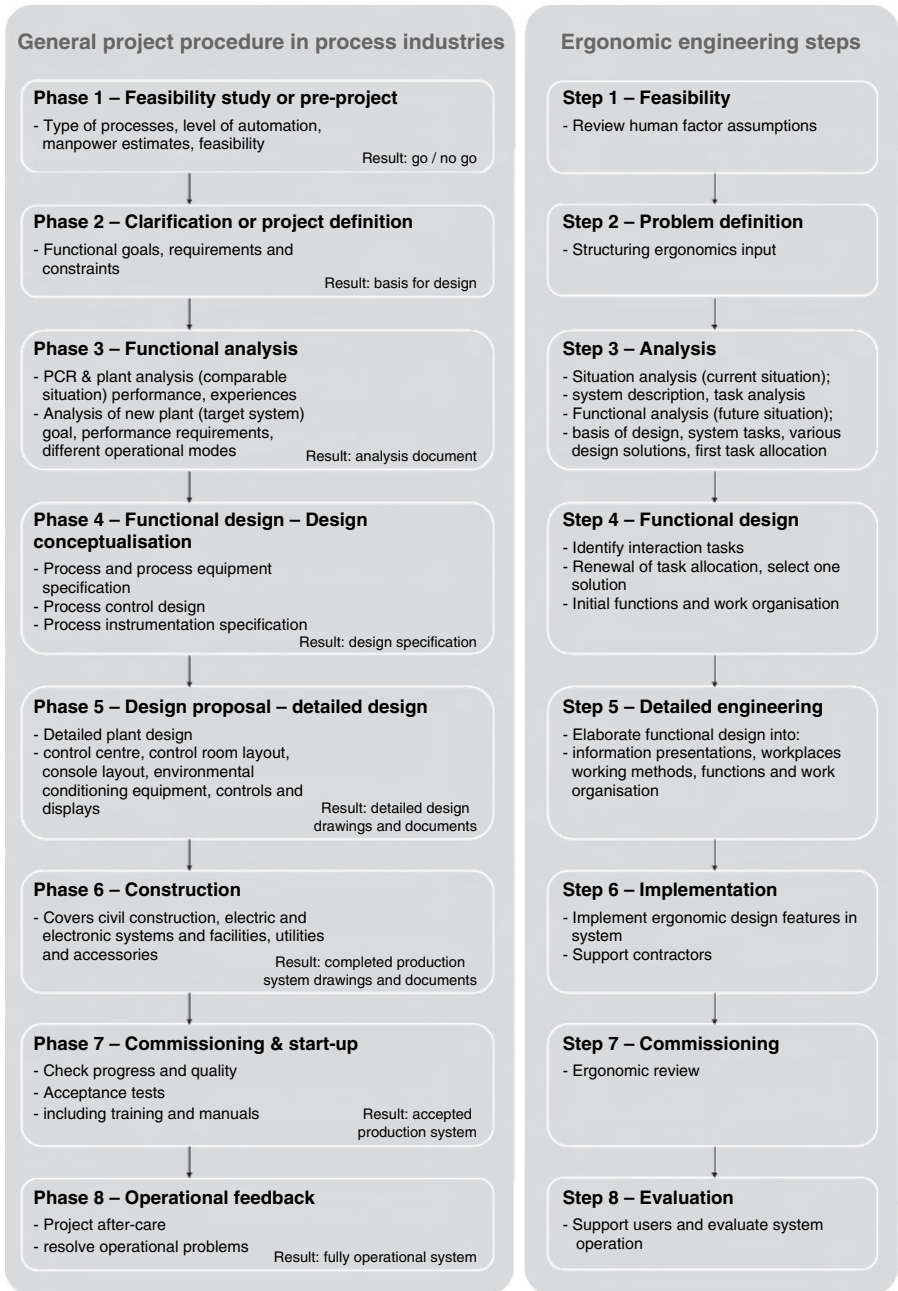 General project procedure in process industries
Phase 1 – Feasibility study or pre-project
- Type of processes, level of automation,
manpower estimates, feasibility
Result: go / no go
Phase 2 – Clarification or project definition
- Functional goals, requirements and
constraints
Result: basis for design
Phase 3 – Functional analysis
- PCR & plant analysis (comparable
situation) performance, experiences
- Analysis of new plant (target system)
goal, performance requirements,
different operational modes
Result: analysis document
Phase 4 – Functional design – Design
conceptualisation
- Process and process equipment
specification
- Process control design
- Process instrumentation specification
Result: design specification
Phase 5 – Design proposal – detailed design
- Detailed plant design
- control centre, control room layout,
console layout, environmental
conditioning equipment, controls and
displays
Result: detailed design
drawings and documents
Phase 6 – Construction
- Covers civil construction, electric and
electronic systems and facilities, utilities
and accessories
Result: completed production
system drawings and documents
Phase 7 – Commissioning & start-up
- Check progress and quality
- Acceptance tests
- including training and manuals
Result: accepted
production system
Phase 8 – Operational feedback
- Project after-care
- resolve operational problems
Result: fully operational system
Ergonomic engineering steps
Step 1 – Feasibility
- Review human factor assumptions
Step 2 – Problem definition
- Structuring ergonomics input
Step 3 – Analysis
- Situation analysis (current situation);
- system description, task analysis
- Functional analysis (future situation);
- basis of design, system tasks, various
design solutions, first task allocation
Step 4 – Functional design
- Identify interaction tasks
- Renewal of task allocation, select one
solution
- Initial functions and work organisation
Step 5 – Detailed engineering
- Elaborate functional design into:
- information presentations, workplaces
working methods, functions and work
organisation
Step 6 – Implementation
- Implement ergonomic design features in
system
- Support contractors
Step 7 – Commissioning
- Ergonomic review
Step 8 – Evaluation
- Support users and evaluate system
operation